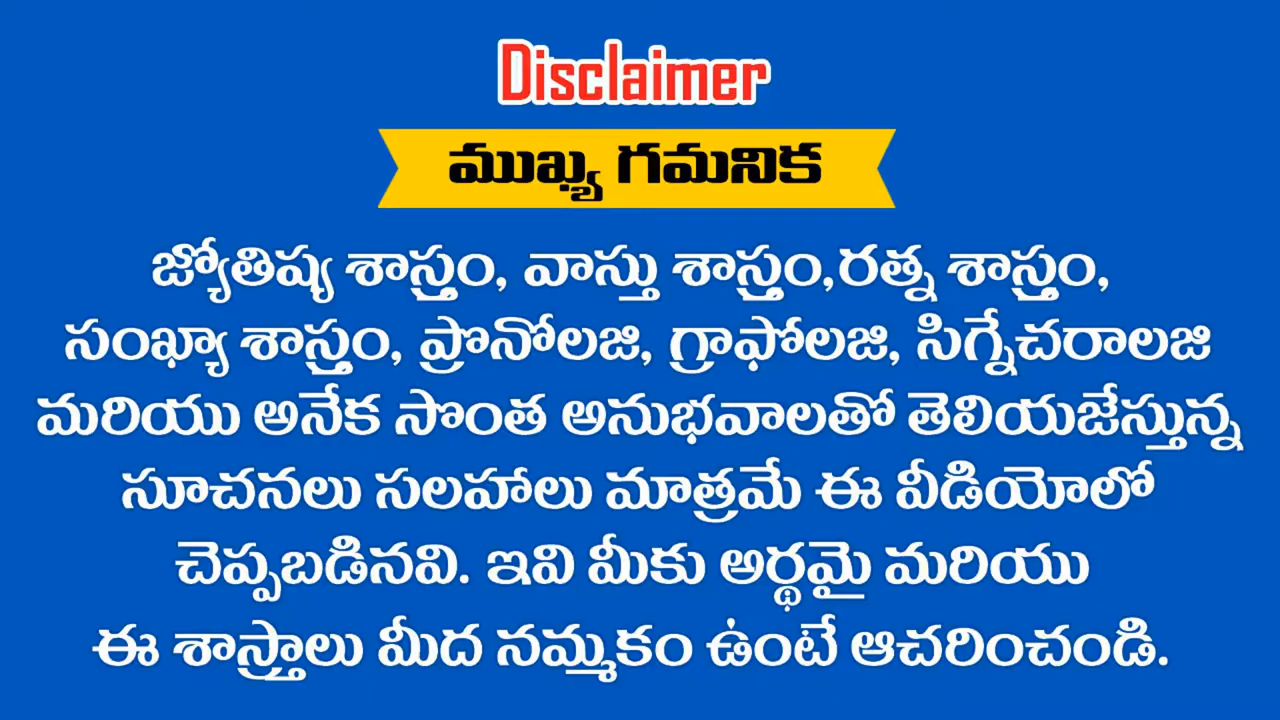 Disclaimer
ముఖ్య గమనిక
జ్యోతిష్య శాస్త్రం, వాస్తు శాస్త్రం,రత్న శాస్త్రం,
సంఖ్యా శాస్త్రం, ప్రొనోలజి, గ్రాఫోలజి, సిగ్నేచరాలజి
మరియు అనేక సొంత అనుభవాలతో తెలియజేస్తున్న
సూచనలు సలహాలు మాత్రమే ఈ వీడియోలో
చెప్పబడినవి. ఇవి మీకు అర్థమై మరియు
ఈ శాస్త్రాలు మీద నమ్మకం ఉంటే ఆచరించండి.